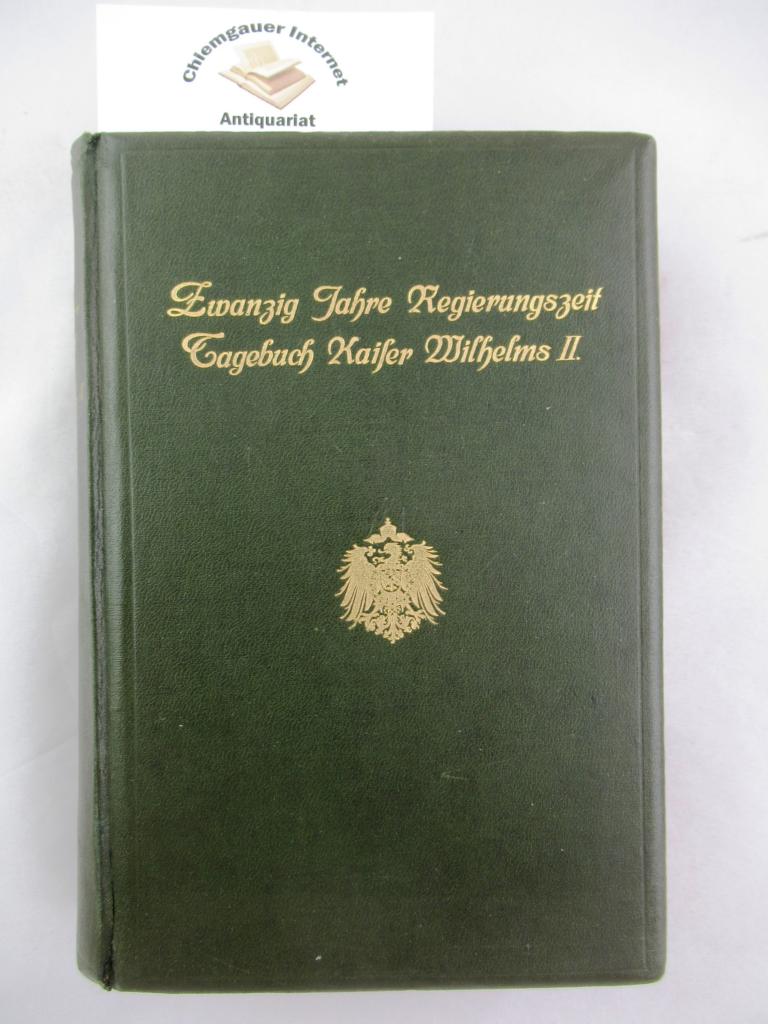 Chiemgauer Internet
Antiquariat
Zwanzig Jahre Regierungszeit
Tagebuch Kaiser Wilhelms II.